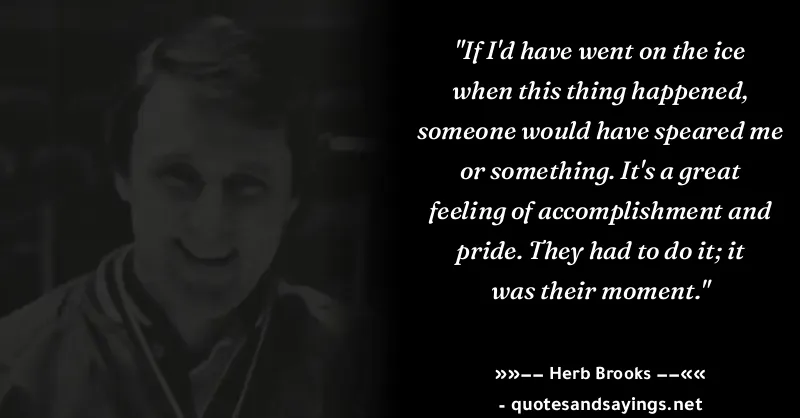 "If I'd have went on the ice
when this thing happened,
someone would have speared me
or something. It's a great
feeling of accomplishment and
pride. They had to do it; it
was their moment."
»»−− Herb Brooks −−««
- quotesandsayings.net